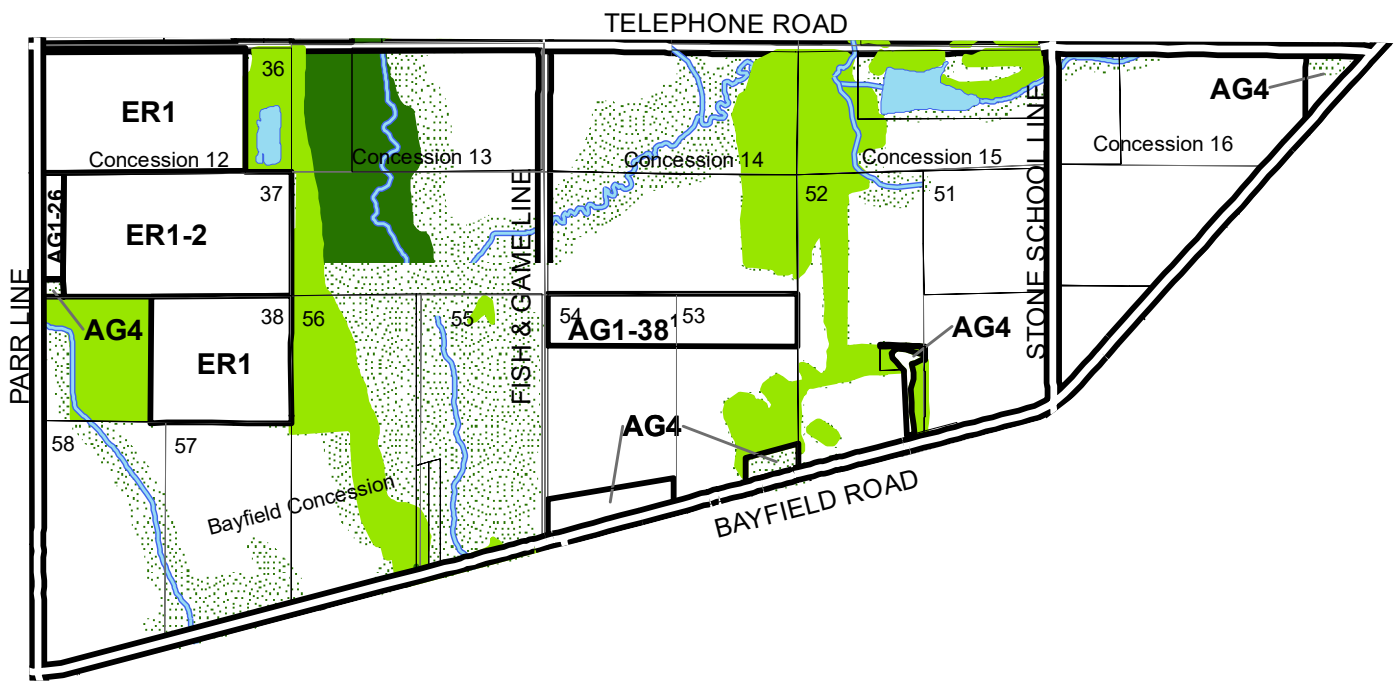 TELEPHONE ROAD
36
ER1
AG4
Concession 12
Concession 13
Concession 14
Concession 15
Concession 16
37
52
51
AG1-26
ER1-2
FISH & GAME LINE
STONE SCHOOL LINE
PARR LINE
AG4
38
56
55
54
53
AG1-38
1
AG4
ER1
58
57
AG4
Bayfield Concession
BAYFIELD ROAD